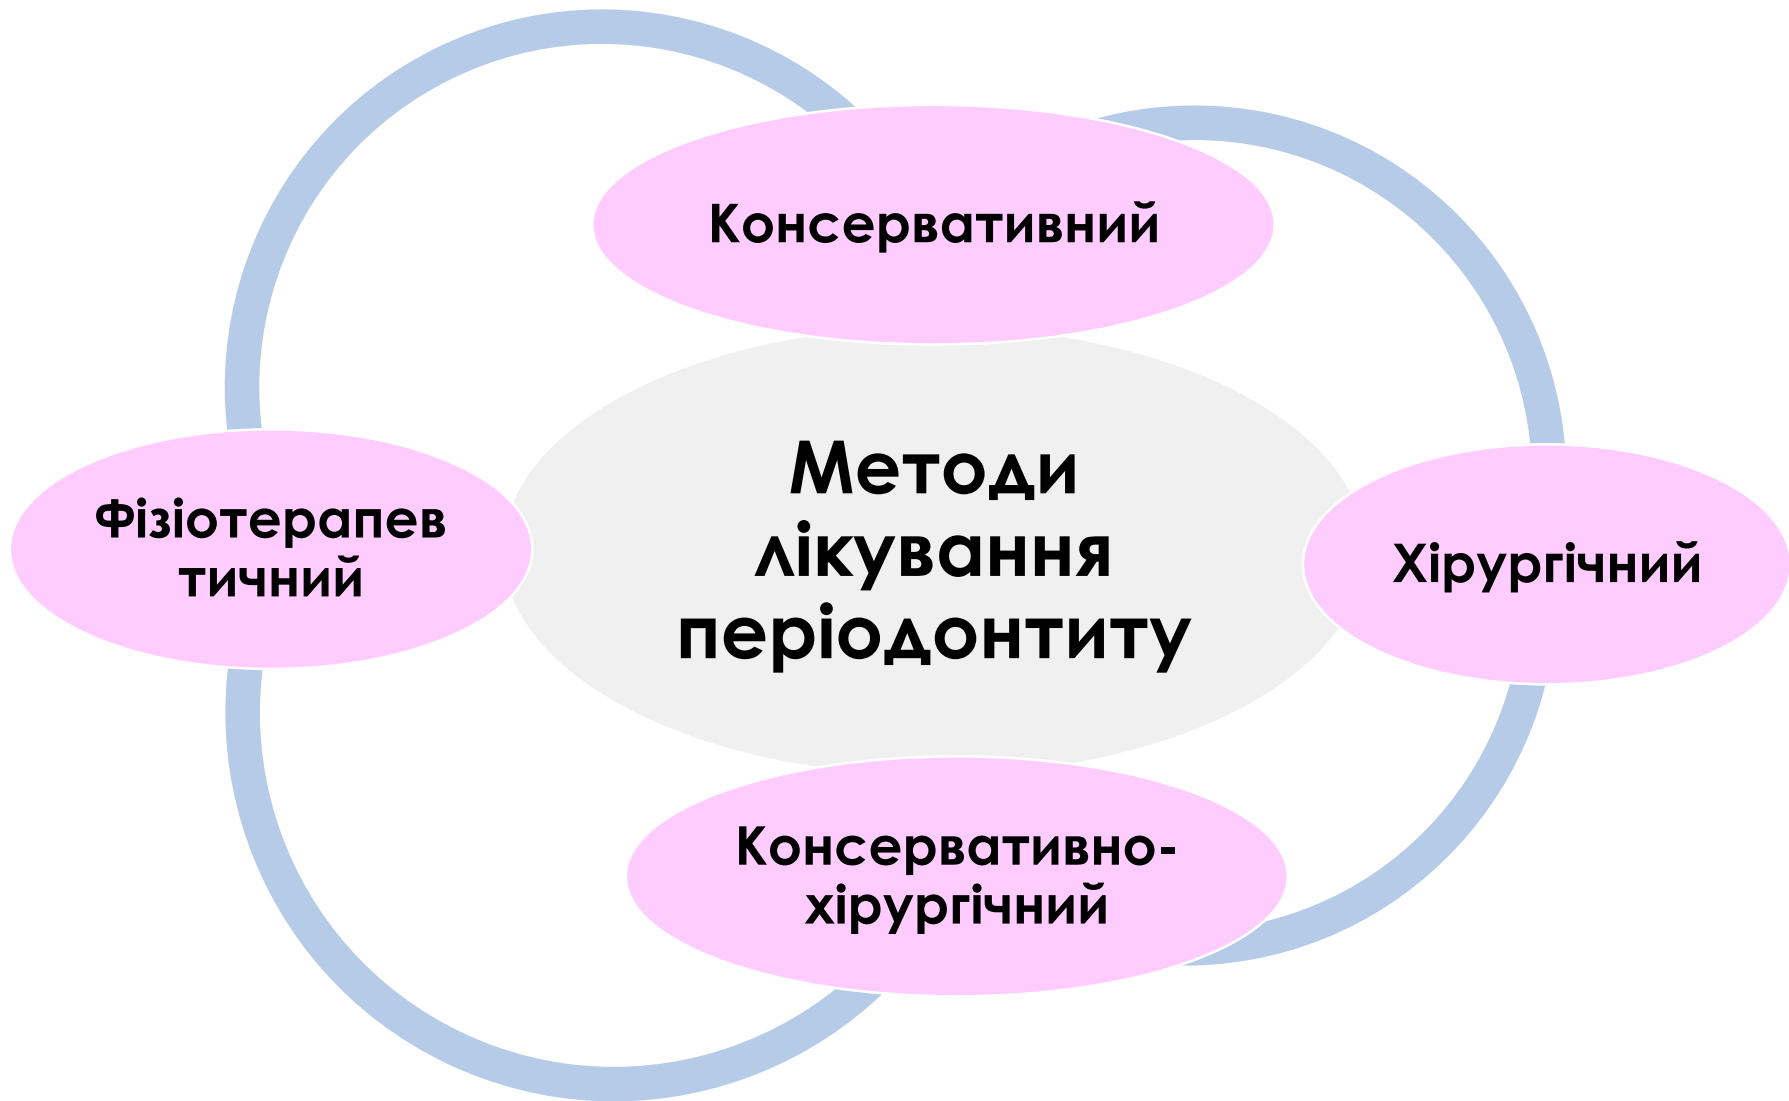 Консервативний
Методи
лікування
періодонтиту
Фізіотерапев
тичний
Хірургічний
Консервативно-
хірургічний